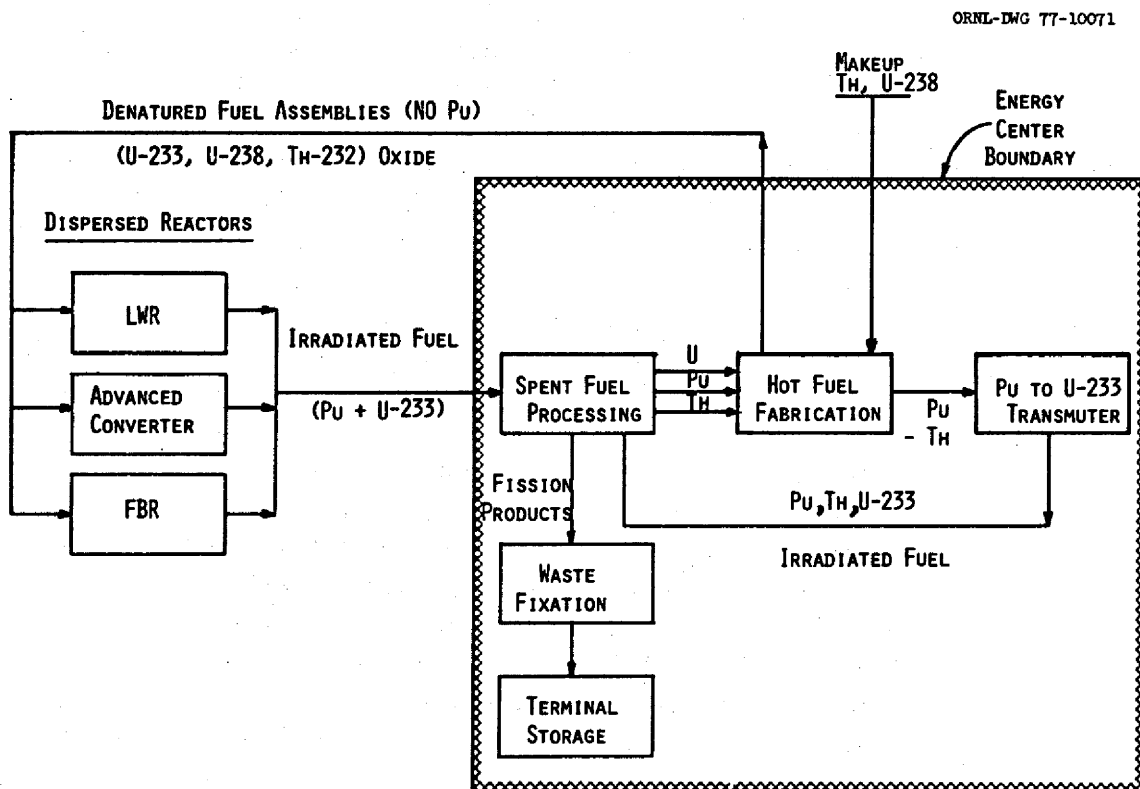 ORNL-DWG 77-10071
MAKEUP
TH, U-238
ENERGY
CENTER
BOUNDARY
DENATURED FUEL ASSEMBLIES (NO PU)
(U-233, U-238, TH-232) OXIDE
DISPERSED REACTORS
LWR
ADVANCED
CONVERTER
FBR
IRRADIATED FUEL
(PU + U-233)
SPENT FUEL
PROCESSING
U
PU
TH
HOT FUEL
FABRICATION
PU
- TH
PU TO U-233
TRANSMUTER
FISSION
PRODUCTS
PU,TH,U-233
IRRADIATED FUEL
WASTE
FIXATION
TERMINAL
STORAGE